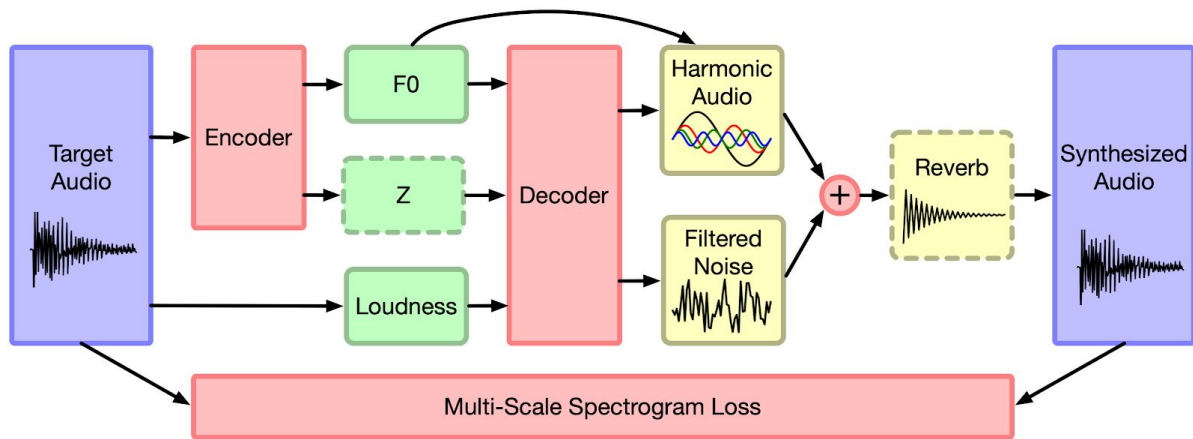 Target
Audio
Encoder
F0
Z
Loudness
Decoder
Harmonic
Audio
Filtered
Noise
+
Reverb
Synthesized
Audio
Multi-Scale Spectrogram Loss